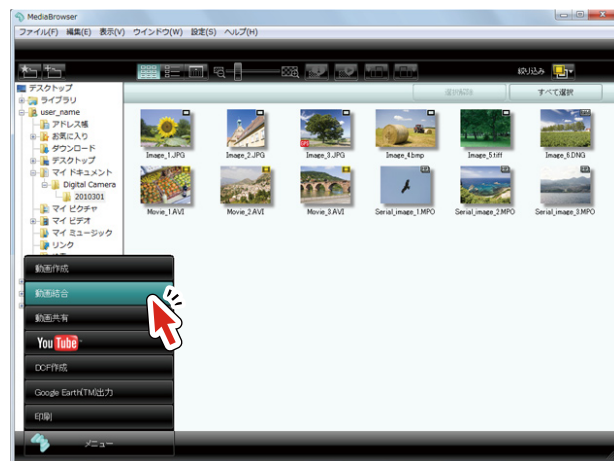 MediaBrowser
ファイル(F) 編集(E) 表示(V) ウインドウ(W) 設定(S) ヘルプ(H)
絞り込み
デスクトップ
選択解除 すべて選択
ライブラリ
user_name
アドレス帳
お気に入り
ダウンロード
デスクトップ
マイ ドキュメント
Digital Camera
2010301
マイ ピクチャ
マイ ビデオ
マイ ミュージック
リンク
Image_1.JPG Image_2.JPG Image_3.JPG Image_4.bmp Image_5.tiff Image_6.DNG
Movie_1.AVI Movie_2.AVI Movie_3.AVI Serial_image_1.MPO Serial_image_2.MPO Serial_image_3.MPO
動画作成
動画結合
動画共有
YouTube
DCF作成
Google Earth(TM)出力
印刷
メニュー